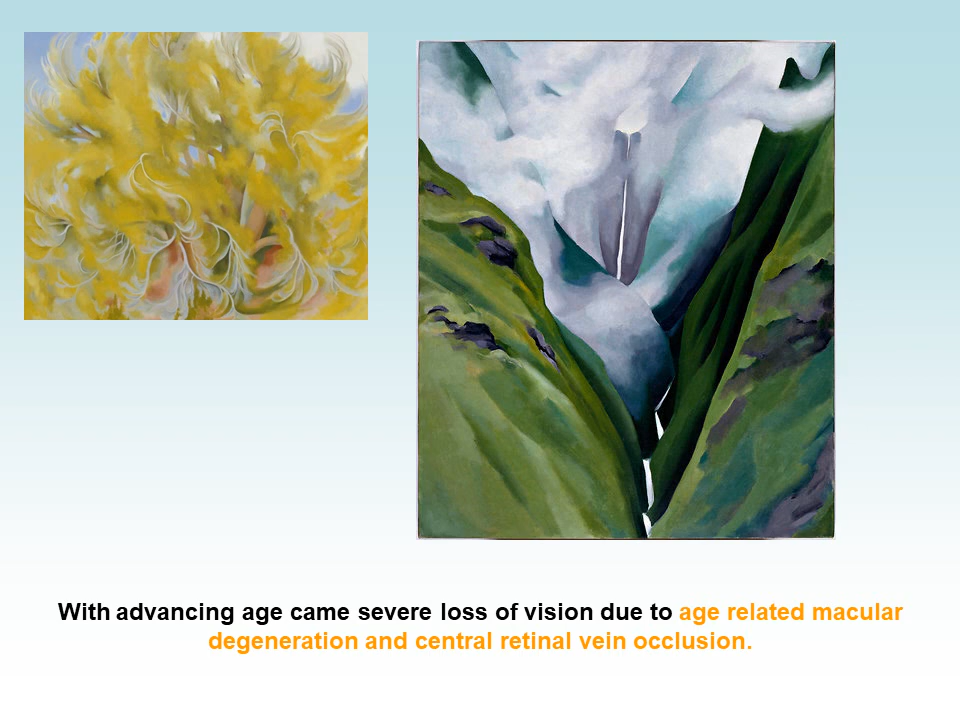 With advancing age came severe loss of vision due to age related macular
degeneration and central retinal vein occlusion.